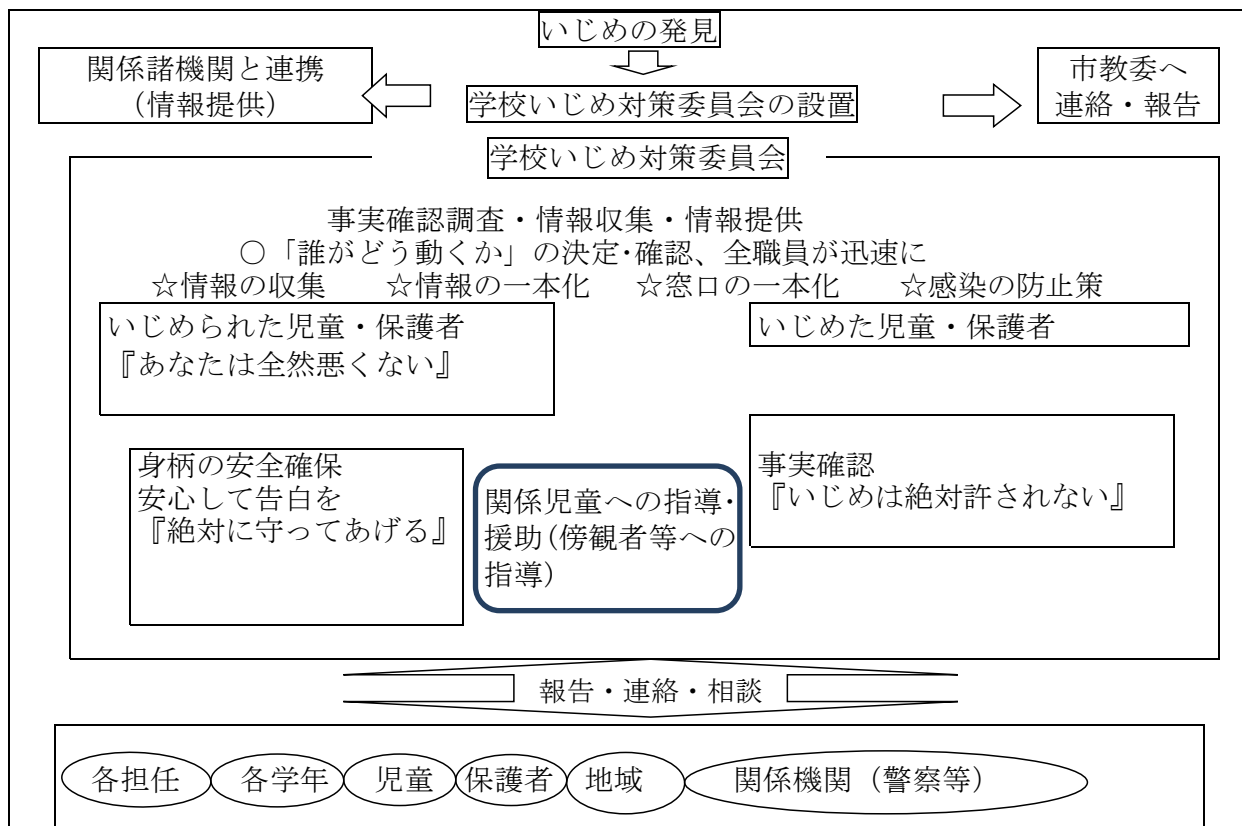 いじめの発見
関係諸機関と連携
（情報提供）
市教委へ
連絡・報告
学校いじめ対策委員会の設置
学校いじめ対策委員会
事実確認調査・情報収集・情報提供
○「誰がどう動くか」の決定・確認、全職員が迅速に
☆情報の収集　☆情報の一本化　☆窓口の一本化　☆感染の防止策
いじめられた児童・保護者
『あなたは全然悪くない』
いじめた児童・保護者
身柄の安全確保
安心して告白を
『絶対に守ってあげる』
関係児童への指導・
援助（傍観者等への
指導）
事実確認
『いじめは絶対許されない』
報告・連絡・相談
各担任　各学年　児童　保護者　地域　関係機関（警察等）